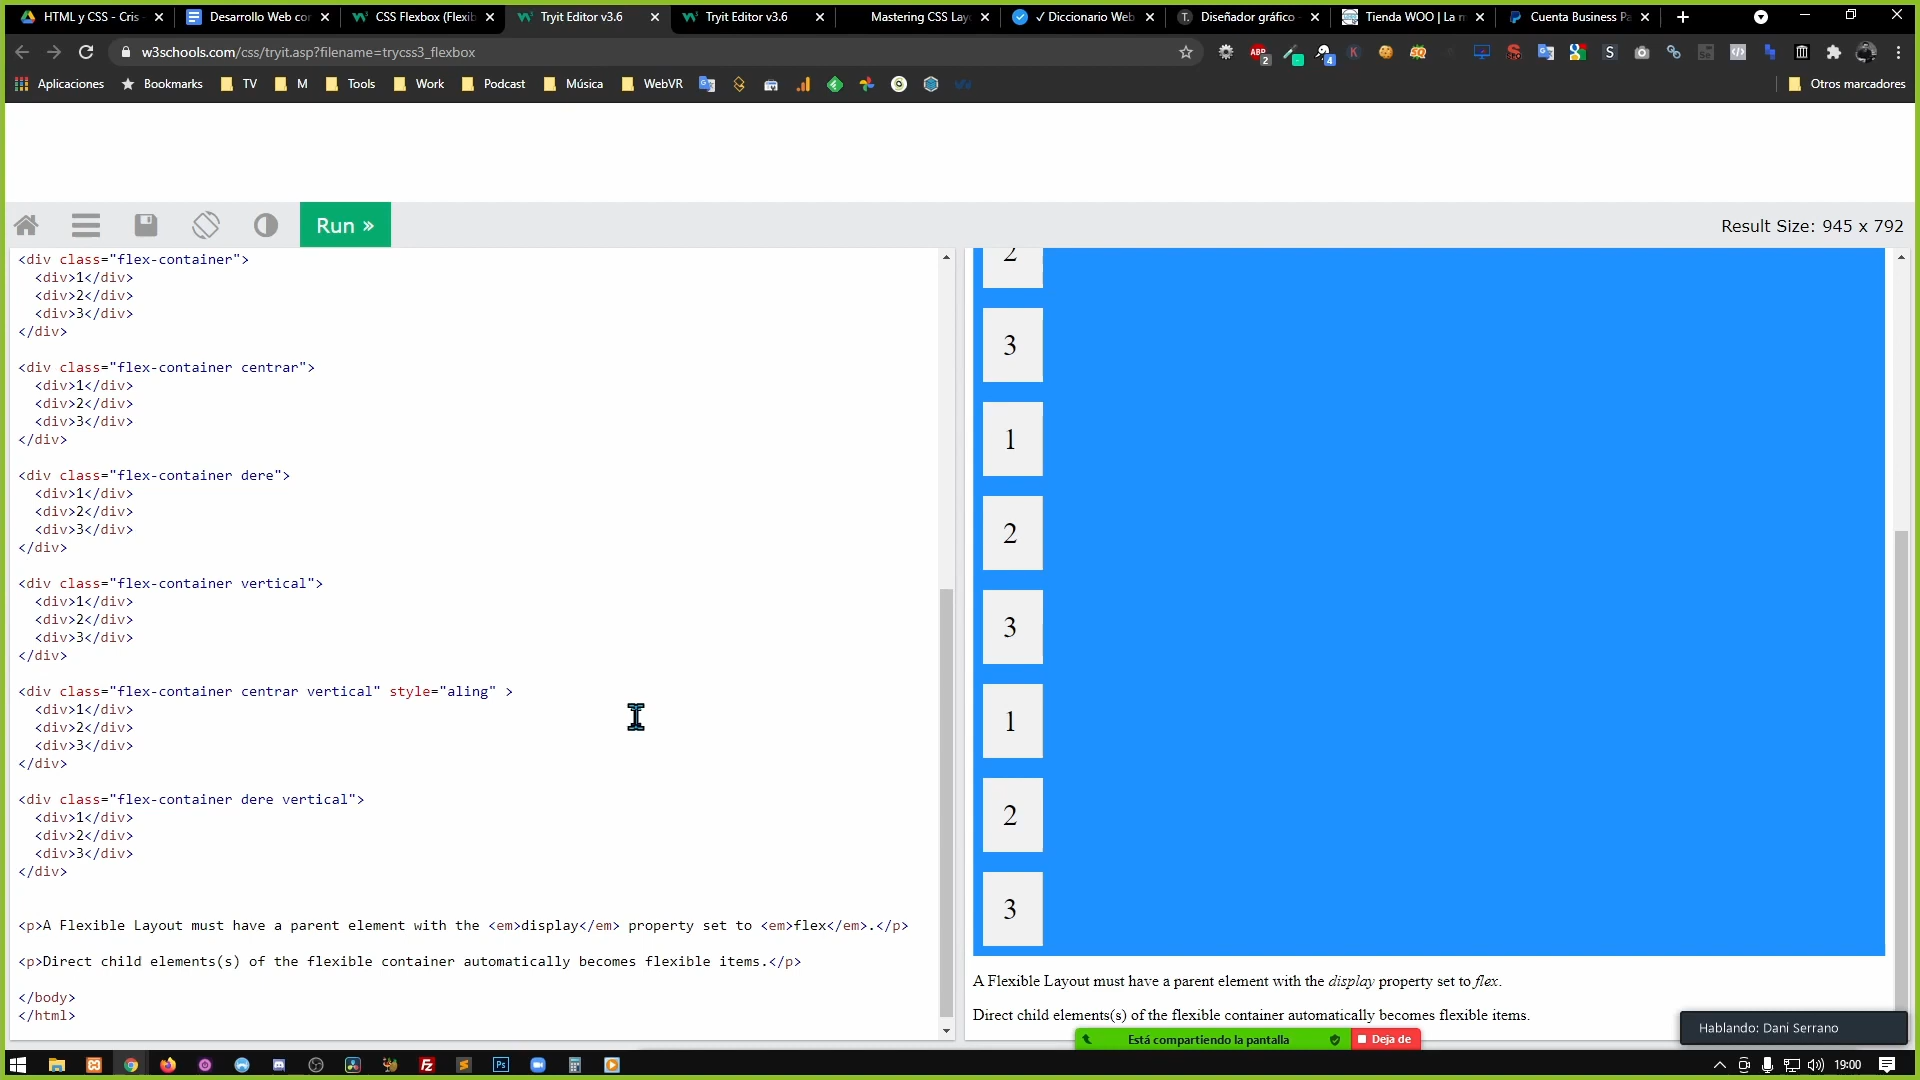 HTML y CSS - Cris
Desarrollo Web co
CSS Flexbox (Flexib
Tryit Editor v3.6
Tryit Editor v3.6
Mastering CSS Lay
✓ Diccionario Web
Diseñador gráfico
Tienda WOO | La m
Cuenta Business Pa
w3schools.com/css/tryit.asp?filename=trycss3_flexbox
Aplicaciones
Bookmarks
TV
M
Tools
Work
Podcast
Música
WebVR
Otros marcadores
Run »
Result Size: 945 x 792
<div class="flex-container">
<div>1</div>
<div>2</div>
<div>3</div>
</div>
<div class="flex-container centrar">
<div>1</div>
<div>2</div>
<div>3</div>
</div>
<div class="flex-container dere">
<div>1</div>
<div>2</div>
<div>3</div>
</div>
<div class="flex-container vertical">
<div>1</div>
<div>2</div>
<div>3</div>
</div>
<div class="flex-container centrar vertical" style="aling" >
<div>1</div>
<div>2</div>
<div>3</div>
</div>
<div class="flex-container dere vertical">
<div>1</div>
<div>2</div>
<div>3</div>
</div>
<p>A Flexible Layout must have a parent element with the <em>display</em> property set to <em>flex</em>.</p>
<p>Direct child elements(s) of the flexible container automatically becomes flexible items.</p>
</body>
</html>
2
3
1
2
3
1
2
3
A Flexible Layout must have a parent element with the display property set to flex.
Direct child elements(s) of the flexible container automatically becomes flexible items.
Hablando: Dani Serrano
Está compartiendo la pantalla
Deja de
19:00